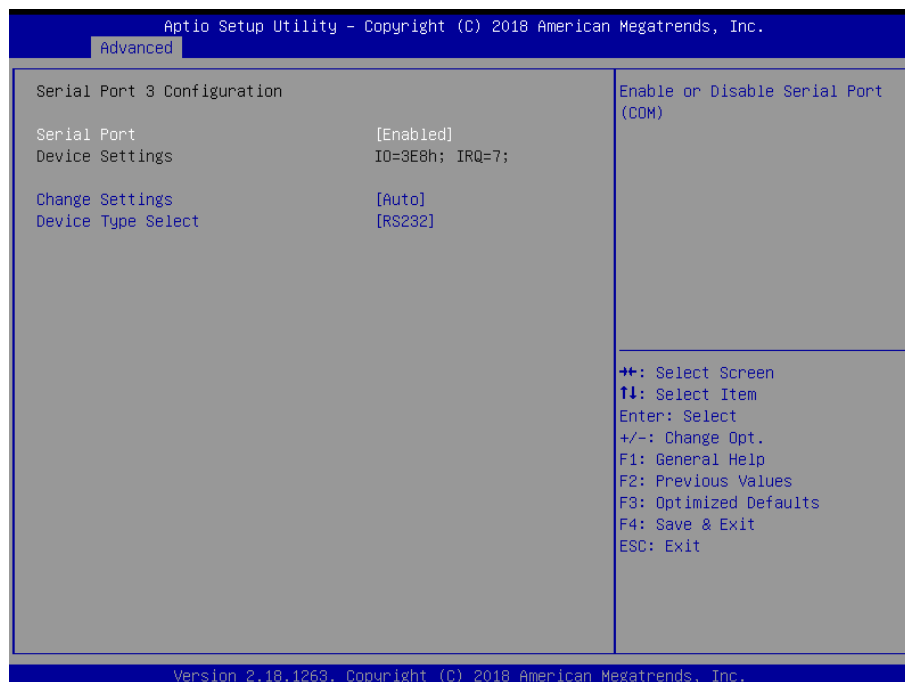 Aptio Setup Utility – Copyright (C) 2018 American Megatrends, Inc.
Advanced
Serial Port 3 Configuration
Serial Port [Enabled]
Device Settings IO=3E8h; IRQ=7;
Change Settings [Auto]
Device Type Select [RS232]
Enable or Disable Serial Port
(COM)
→←: Select Screen
↑↓: Select Item
Enter: Select
+/-: Change Opt.
F1: General Help
F2: Previous Values
F3: Optimized Defaults
F4: Save & Exit
ESC: Exit
Version 2.18.1263. Copyright (C) 2018 American Megatrends, Inc.